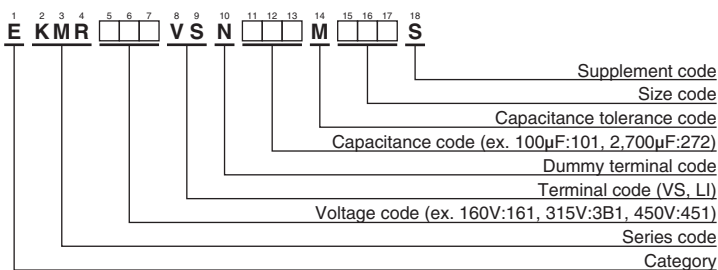 1 2 3 4 5 6 7 8 9 10 11 12 13 14 15 16 17 18
E K M R V S N M S
Supplement code
Size code
Capacitance tolerance code
Capacitance code (ex. 100μF:101, 2,700μF:272)
Dummy terminal code
Terminal code (VS, LI)
Voltage code (ex. 160V:161, 315V:3B1, 450V:451)
Series code
Category